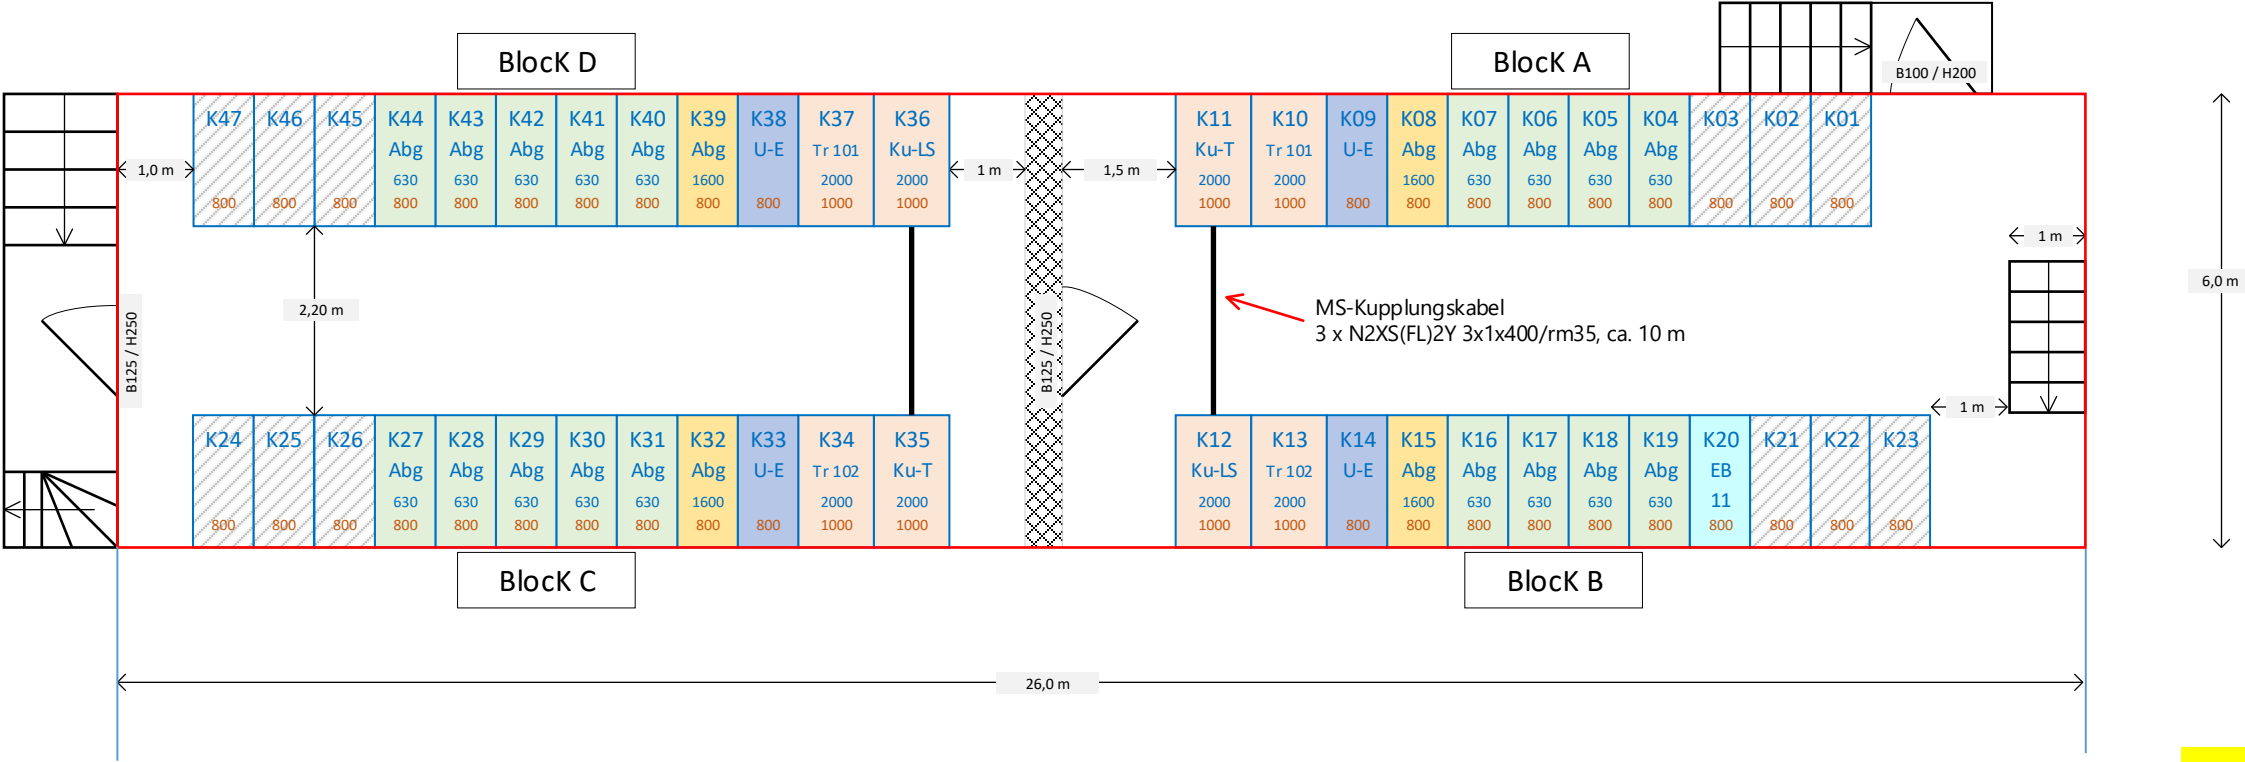 BlocK D
BlocK A
B100 / H200
K47 K46 K45 K44 K43 K42 K41 K40 K39 K38 K37 K36
Abg Abg Abg Abg Abg Abg U-E Tr 101 Ku-LS
630 630 630 630 630 1600 2000 2000
800 800 800 800 800 800 800 800 800 800 1000 1000
K11 K10 K09 K08 K07 K06 K05 K04 K03 K02 K01
Ku-T Tr 101 U-E Abg Abg Abg Abg Abg
2000 2000 1600 630 630 630 630
1000 1000 800 800 800 800 800 800 800 800 800
1,0 m
1 m
1,5 m
1 m
6,0 m
2,20 m
B125 / H250
B125 / H250
MS-Kupplungskabel
3 x N2XS(FL)2Y 3x1x400/rm35, ca. 10 m
1 m
K24 K25 K26 K27 K28 K29 K30 K31 K32 K33 K34 K35
Abg Abg Abg Abg Abg Abg U-E Tr 102 Ku-T
630 630 630 630 630 1600 2000 2000
800 800 800 800 800 800 800 800 800 800 1000 1000
K12 K13 K14 K15 K16 K17 K18 K19 K20 K21 K22 K23
Ku-LS Tr 102 U-E Abg Abg Abg Abg Abg EB
2000 2000 1600 630 630 630 630 11
1000 1000 800 800 800 800 800 800 800 800 800 800
BlocK C
BlocK B
26,0 m